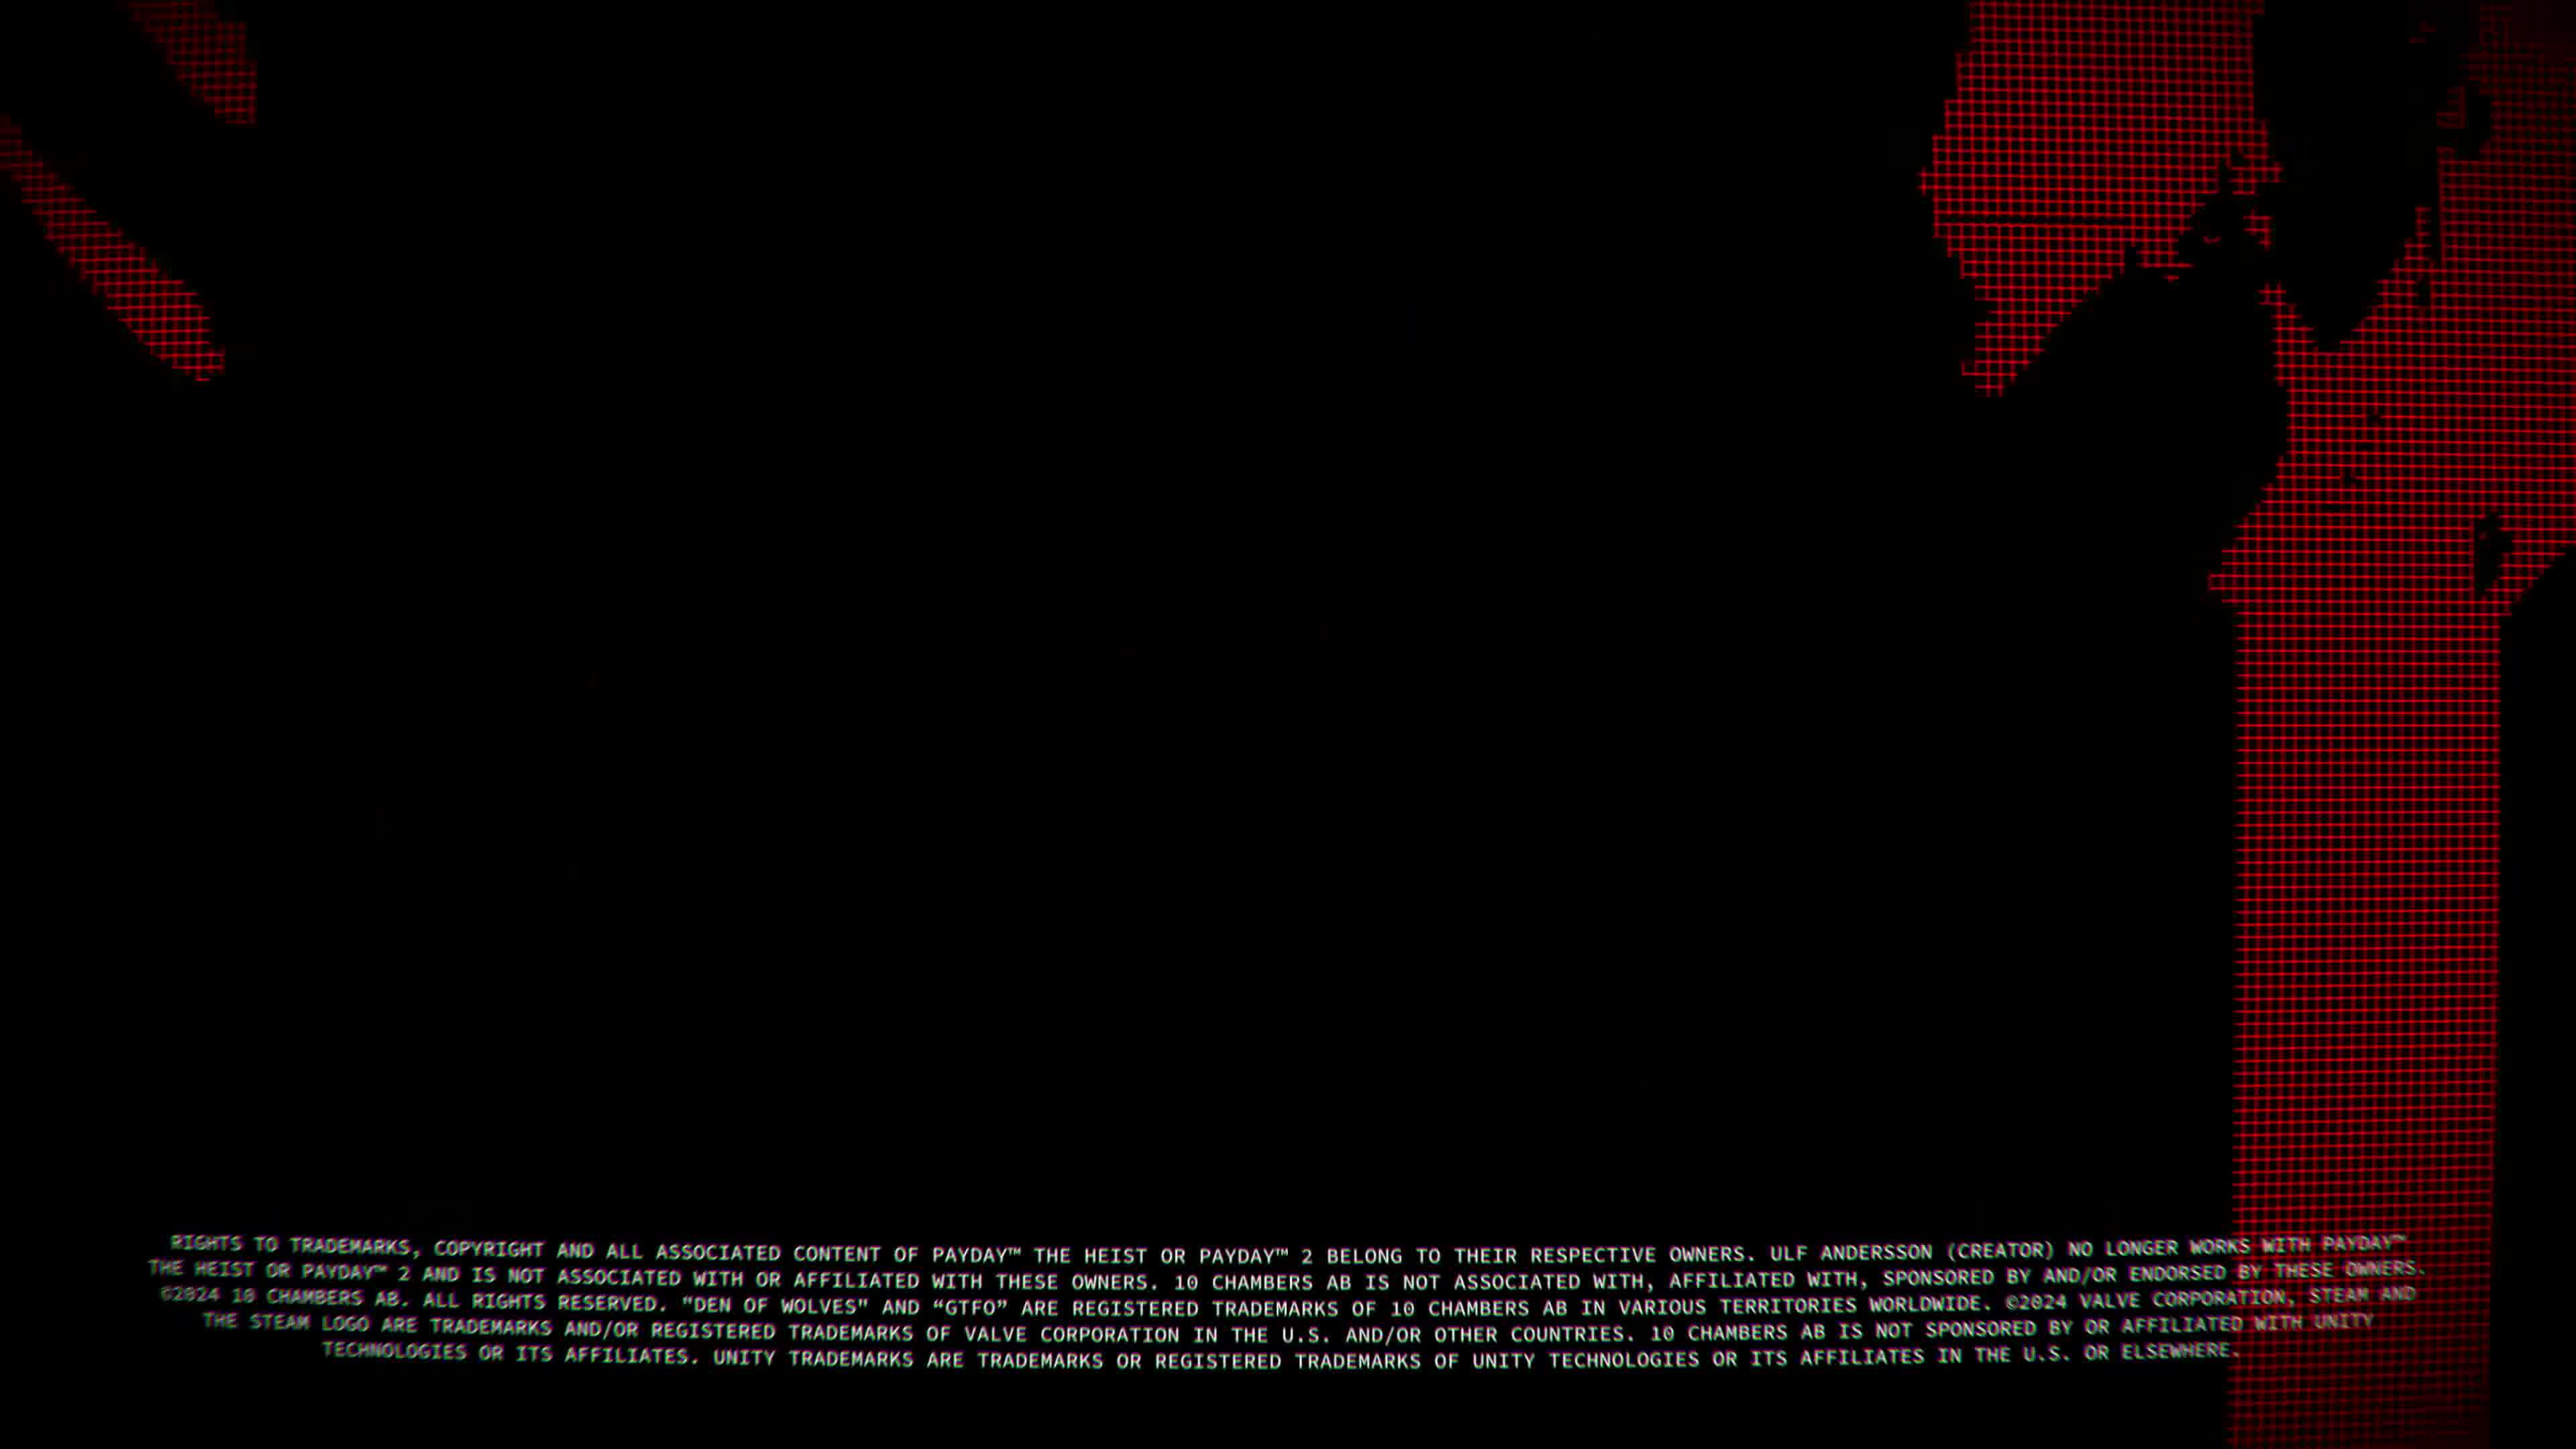 RIGHTS TO TRADEMARKS, COPYRIGHT AND ALL ASSOCIATED CONTENT OF PAYDAY™ THE HEIST OR PAYDAY™ 2 BELONG TO THEIR RESPECTIVE OWNERS. ULF ANDERSSON (CREATOR) NO LONGER WORKS WITH PAYDAY™
THE HEIST OR PAYDAY™ 2 AND IS NOT ASSOCIATED WITH OR AFFILIATED WITH THESE OWNERS. 10 CHAMBERS AB IS NOT ASSOCIATED WITH, AFFILIATED WITH, SPONSORED BY AND/OR ENDORSED BY THESE OWNERS.
©2024 10 CHAMBERS AB. ALL RIGHTS RESERVED. “DEN OF WOLVES" AND “GTFO” ARE REGISTERED TRADEMARKS OF 10 CHAMBERS AB IN VARIOUS TERRITORIES WORLDWIDE. ©2024 VALVE CORPORATION, STEAM AND
THE STEAM LOGO ARE TRADEMARKS AND/OR REGISTERED TRADEMARKS OF VALVE CORPORATION IN THE U.S. AND/OR OTHER COUNTRIES. 10 CHAMBERS AB IS NOT SPONSORED BY OR AFFILIATED WITH UNITY
TECHNOLOGIES OR ITS AFFILIATES. UNITY TRADEMARKS ARE TRADEMARKS OR REGISTERED TRADEMARKS OF UNITY TECHNOLOGIES OR ITS AFFILIATES IN THE U.S. OR ELSEWHERE.